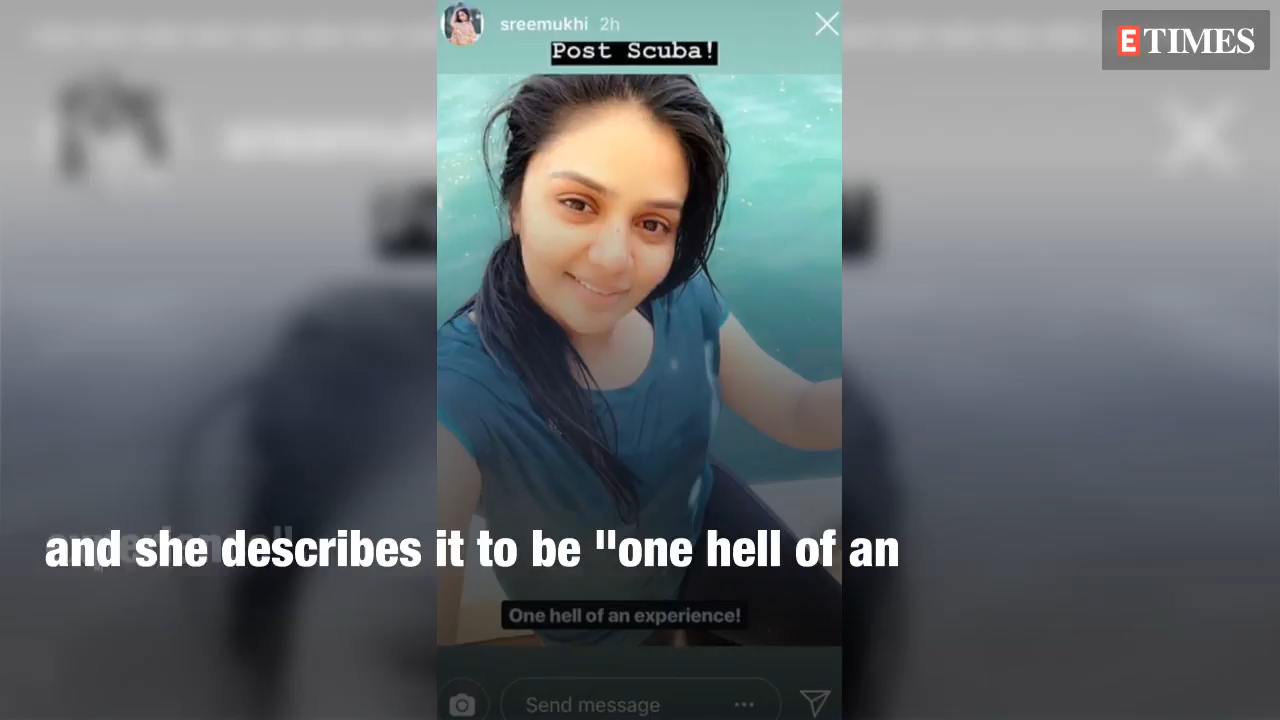 sreemukhi 2h
ETIMES
Post Scuba!
and she describes it to be "one hell of an
One hell of an experience!
Send message